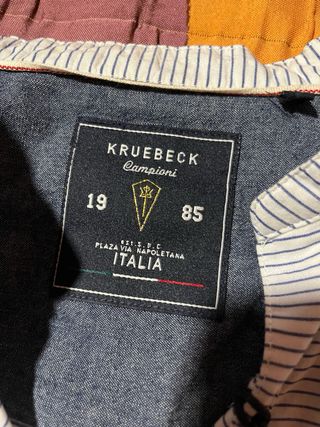 KRUEBECK
Campioni
19 85
est. S.p.C
PLAZA VIA NAPOLETANA
ITALIA